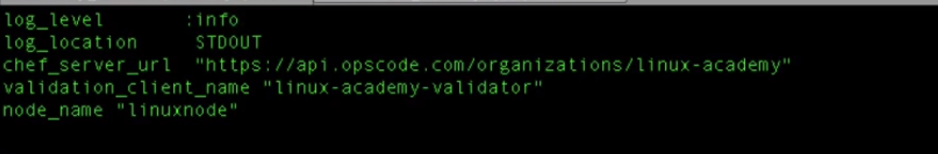 log_level        :info
log_location     STDOUT
chef_server_url  "https://api.opscode.com/organizations/linux-academy"
validation_client_name "linux-academy-validator"
node_name "linuxnode"